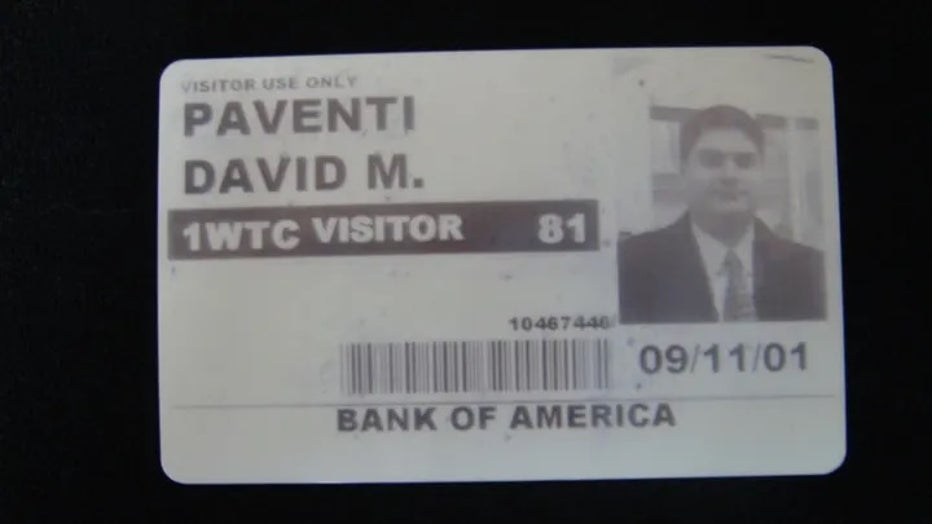 VISITOR USE ONLY
PAVENTI
DAVID M.
1WTC VISITOR 81
10467446
09/11/01
BANK OF AMERICA